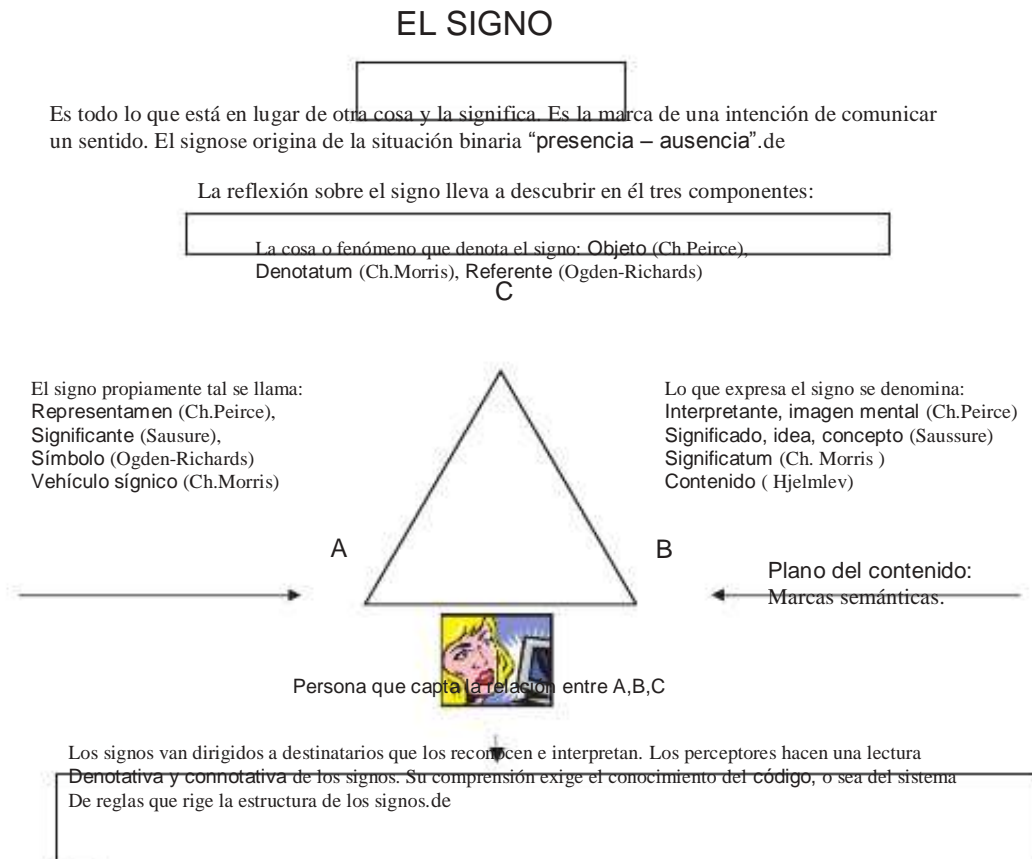 EL SIGNO
Es todo lo que está en lugar de otra cosa y la significa. Es la marca de una intención de comunicar
un sentido. El signose origina de la situación binaria “presencia – ausencia”.de
La reflexión sobre el signo lleva a descubrir en él tres componentes:
La cosa o fenómeno que denota el signo: Objeto (Ch.Peirce),
Denotatum (Ch.Morris), Referente (Ogden-Richards)
C
El signo propiamente tal se llama:
Representamen (Ch.Peirce),
Significante (Sausure),
Símbolo (Ogden-Richards)
Vehículo sígnico (Ch.Morris)
Lo que expresa el signo se denomina:
Interpretante, imagen mental (Ch.Peirce)
Significado, idea, concepto (Saussure)
Significatum (Ch. Morris )
Contenido ( Hjelmlev)
A
B
Plano del contenido:
Marcas semánticas.
Persona que capta la relación entre A,B,C
Los signos van dirigidos a destinatarios que los reconocen e interpretan. Los perceptores hacen una lectura
Denotativa y connotativa de los signos. Su comprensión exige el conocimiento del código, o sea del sistema
De reglas que rige la estructura de los signos.de